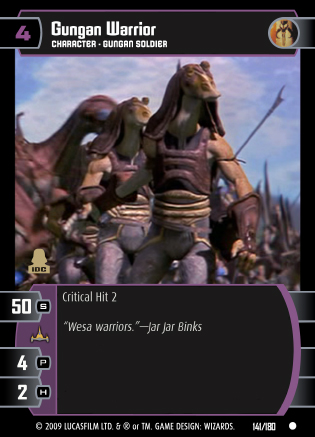 4 Gungan Warrior
CHARACTER · GUNGAN SOLDIER
IDC
50 S
Critical Hit 2
"Wesa warriors."—Jar Jar Binks
4 P
2 H
© 2009 LUCASFILM LTD. & ® or TM. GAME DESIGN: WIZARDS. 141/180